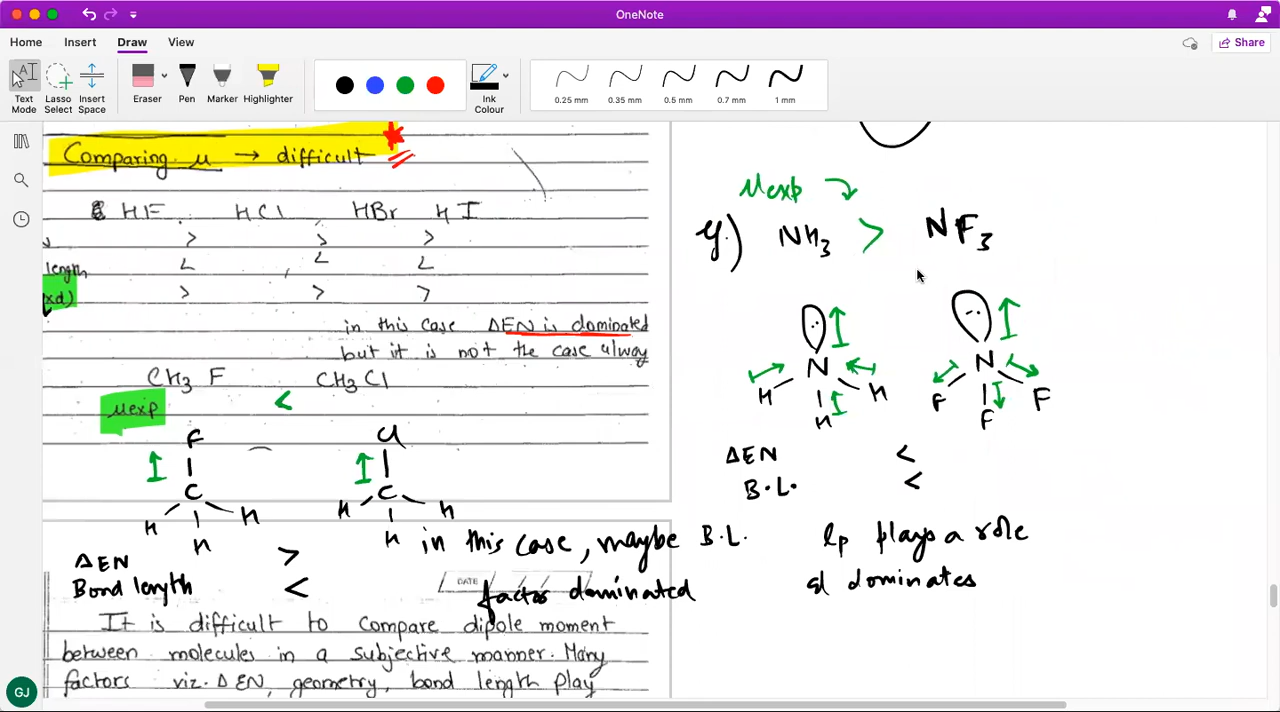 OneNote
Home Insert Draw View
Share
Text Mode
Lasso Select
Insert Space
Eraser
Pen
Marker
Highlighter
Ink Colour
0.25 mm 0.35 mm 0.5 mm 0.7 mm 1 mm
Comparing μ → difficult
HF HCl HBr HI
> > >
length < < <
xd) > > >
in this case ΔEN is dominated
but it is not the case alway
CH3 F CH3 Cl
μexp <
F Cl
C C
H H H H
H H
ΔEN >
Bond length <
in this case, maybe B.L.
factor dominated
DATE
It is difficult to compare dipole moment
between molecules in a subjective manner. Many
factors viz. ΔEN, geometry, bond length play
μexp
eg.) NH3 > NF3
N N
H H F F
H F
ΔEN <
B.L. <
lp plays a role
& dominates
GJ